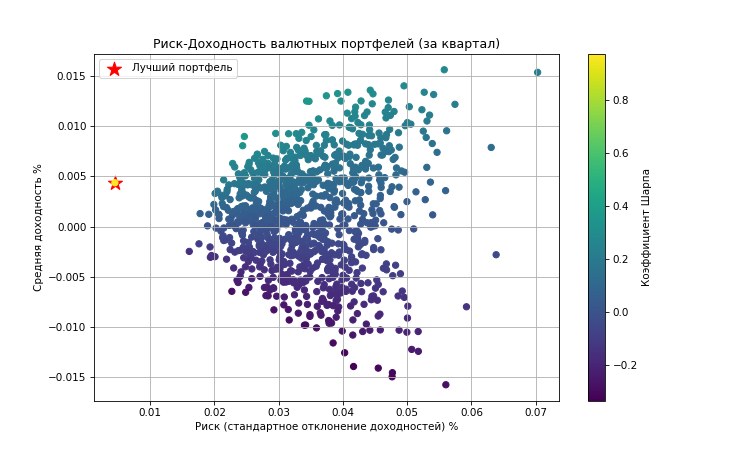 Риск-Доходность валютных портфелей (за квартал)
Лучший портфель
Средняя доходность %
0.015
0.010
0.005
0.000
−0.005
−0.010
−0.015
0.01 0.02 0.03 0.04 0.05 0.06 0.07
Риск (стандартное отклонение доходностей) %
0.8
0.6
0.4
0.2
0.0
−0.2
Коэффициент Шарпа